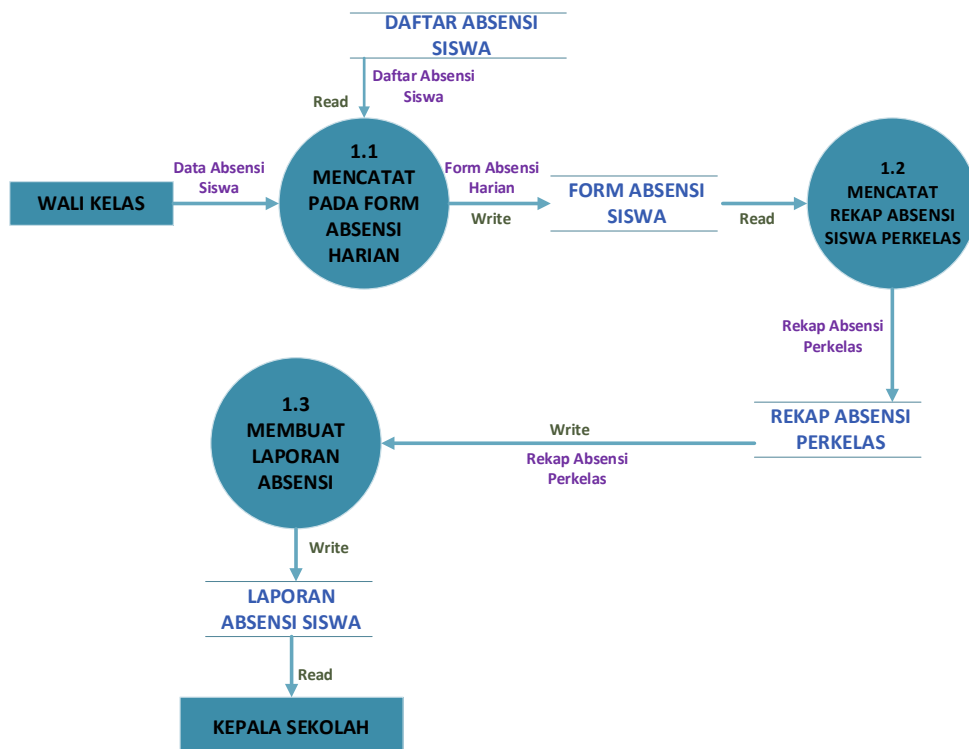 DAFTAR ABSENSI
SISWA
Daftar Absensi
Siswa
Read
WALI KELAS
Data Absensi
Siswa
1.1
MENCATAT
PADA FORM
ABSENSI
HARIAN
Form Absensi
Harian
Write
FORM ABSENSI
SISWA
Read
1.2
MENCATAT
REKAP ABSENSI
SISWA PERKELAS
Rekap Absensi
Perkelas
REKAP ABSENSI
PERKELAS
Write
Rekap Absensi
Perkelas
1.3
MEMBUAT
LAPORAN
ABSENSI
Write
LAPORAN
ABSENSI SISWA
Read
KEPALA SEKOLAH